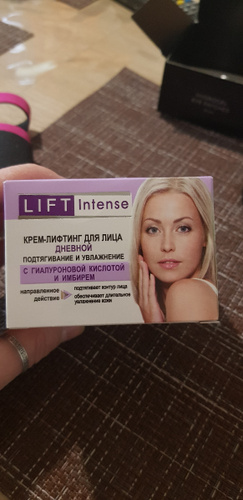 LIFT Intense
КРЕМ-ЛИФТИНГ ДЛЯ ЛИЦА
ДНЕВНОЙ
ПОДТЯГИВАНИЕ И УВЛАЖНЕНИЕ
С ГИАЛУРОНОВОЙ КИСЛОТОЙ
И ИМБИРЕМ
направленное действие
подтягивает контур лица
обеспечивает длительное
увлажнение кожи